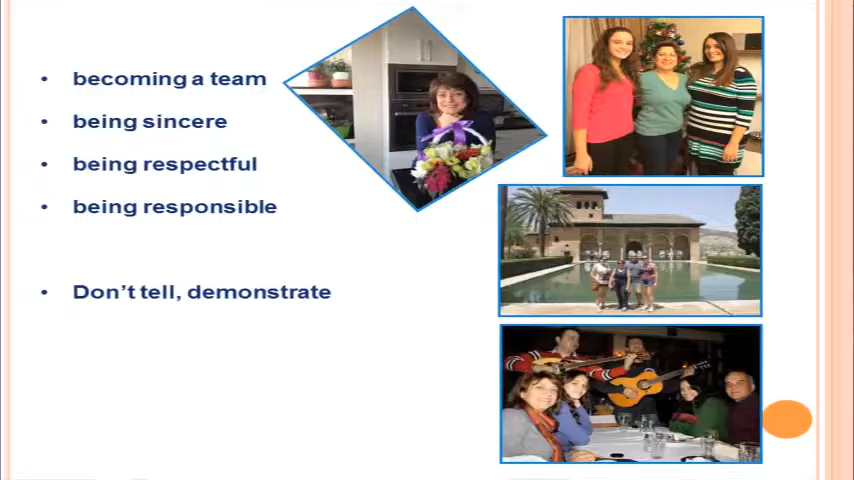 • becoming a team
• being sincere
• being respectful
• being responsible
• Don't tell, demonstrate